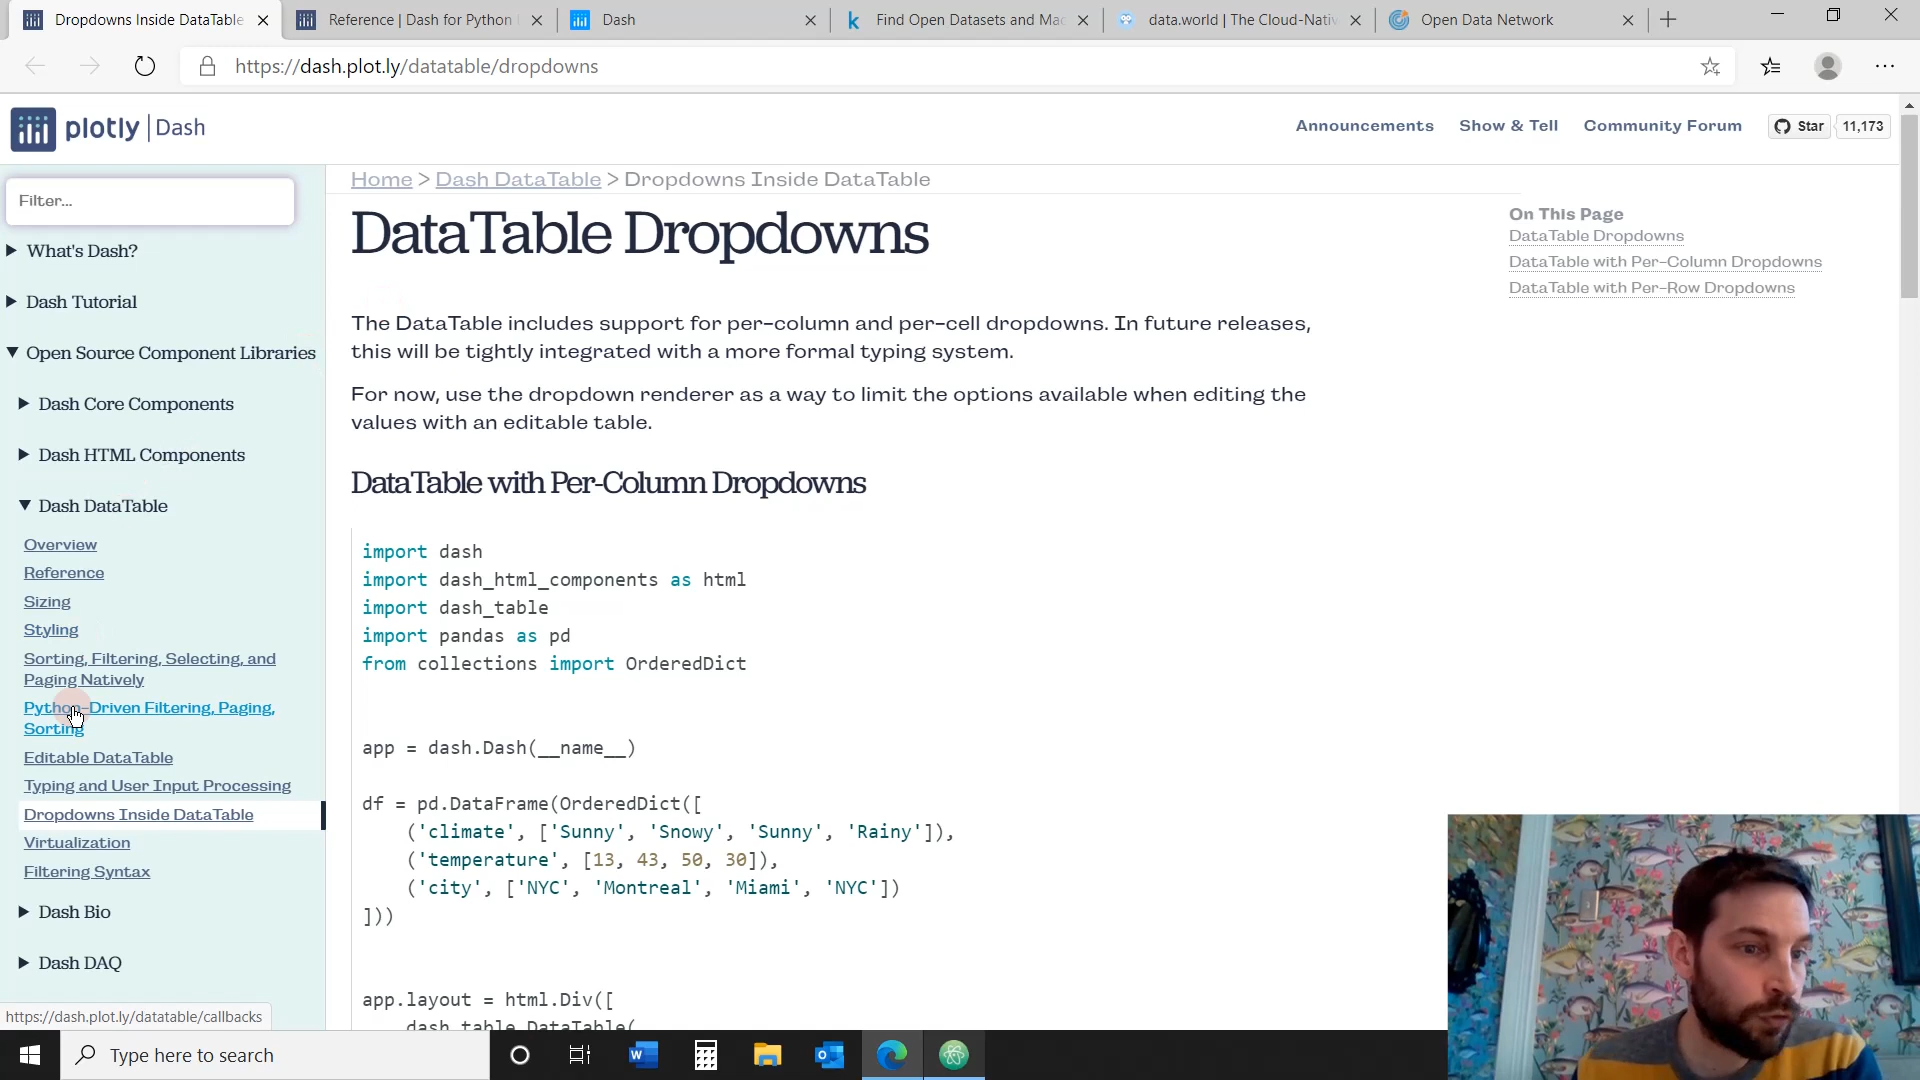 Dropdowns Inside DataTable
Reference | Dash for Python
Dash
Find Open Datasets and Mac
data.world | The Cloud-Nativ
Open Data Network
https://dash.plot.ly/datatable/dropdowns
plotly | Dash
Announcements
Show & Tell
Community Forum
Star
11,173
Filter...
What's Dash?
Dash Tutorial
Open Source Component Libraries
Dash Core Components
Dash HTML Components
Dash DataTable
Overview
Reference
Sizing
Styling
Sorting, Filtering, Selecting, and
Paging Natively
Python-Driven Filtering, Paging,
Sorting
Editable DataTable
Typing and User Input Processing
Dropdowns Inside DataTable
Virtualization
Filtering Syntax
Dash Bio
Dash DAQ
https://dash.plot.ly/datatable/callbacks
Home > Dash DataTable > Dropdowns Inside DataTable
DataTable Dropdowns
The DataTable includes support for per-column and per-cell dropdowns. In future releases,
this will be tightly integrated with a more formal typing system.
For now, use the dropdown renderer as a way to limit the options available when editing the
values with an editable table.
DataTable with Per-Column Dropdowns
import dash
import dash_html_components as html
import dash_table
import pandas as pd
from collections import OrderedDict
app = dash.Dash(__name__)
df = pd.DataFrame(OrderedDict([
('climate', ['Sunny', 'Snowy', 'Sunny', 'Rainy']),
('temperature', [13, 43, 50, 30]),
('city', ['NYC', 'Montreal', 'Miami', 'NYC'])
]))
app.layout = html.Div([
dash_table.DataTable(
On This Page
DataTable Dropdowns
DataTable with Per-Column Dropdowns
DataTable with Per-Row Dropdowns
Type here to search